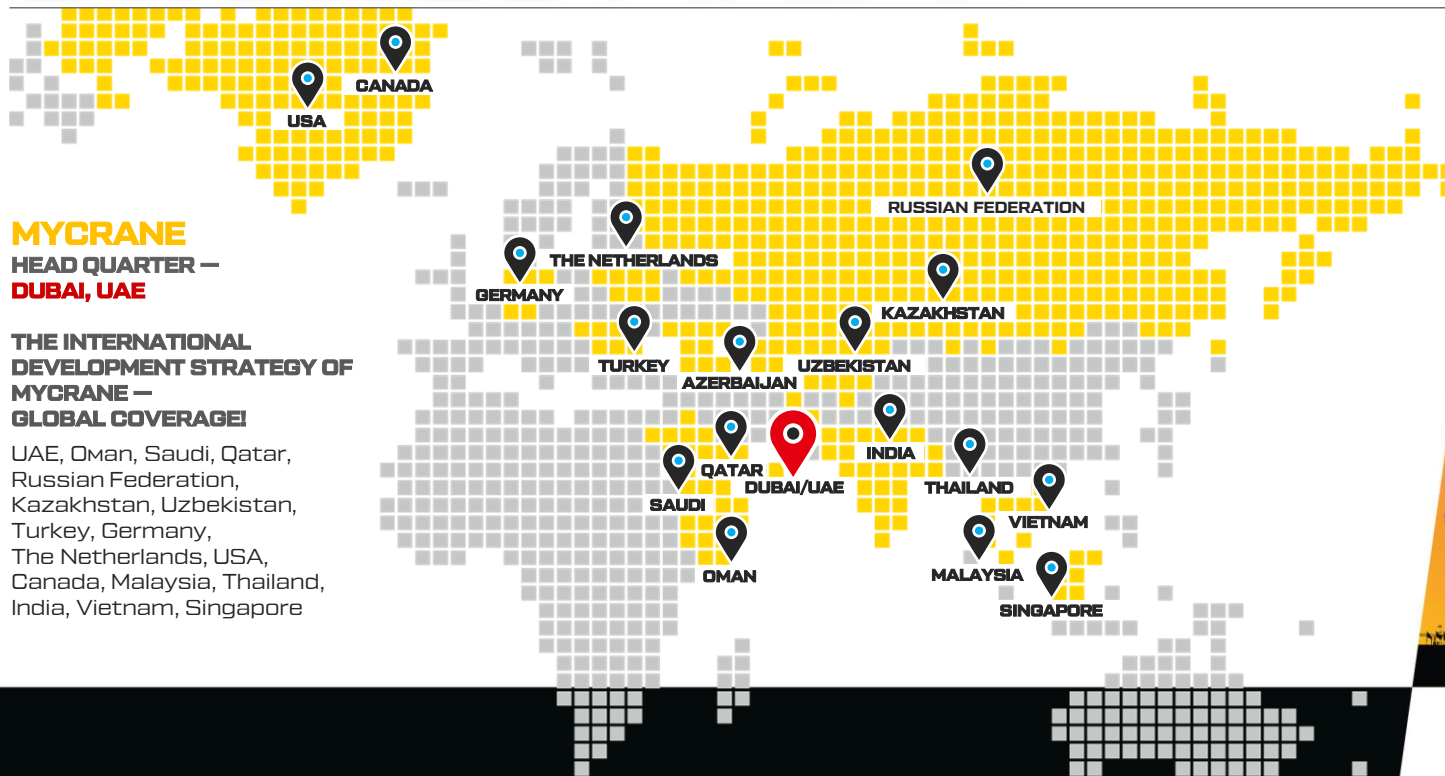 CANADA
USA
RUSSIAN FEDERATION
MYCRANE
HEAD QUARTER —
DUBAI, UAE
THE NETHERLANDS
GERMANY
KAZAKHSTAN
THE INTERNATIONAL
DEVELOPMENT STRATEGY OF
MYCRANE —
GLOBAL COVERAGE!
TURKEY
UZBEKISTAN
AZERBAIJAN
UAE, Oman, Saudi, Qatar,
Russian Federation,
Kazakhstan, Uzbekistan,
Turkey, Germany,
The Netherlands, USA,
Canada, Malaysia, Thailand,
India, Vietnam, Singapore
INDIA
QATAR
DUBAI/UAE
THAILAND
SAUDI
VIETNAM
OMAN
MALAYSIA
SINGAPORE